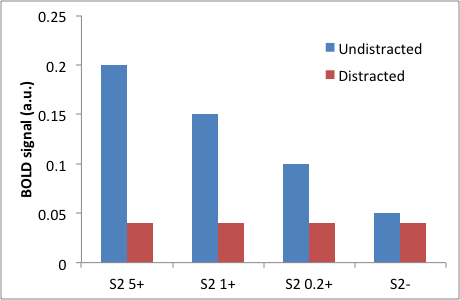 0.25
0.2
0.15
0.1
0.05
0
BOLD signal (a.u.)
Undistracted
Distracted
S2 5+
S2 1+
S2 0.2+
S2-